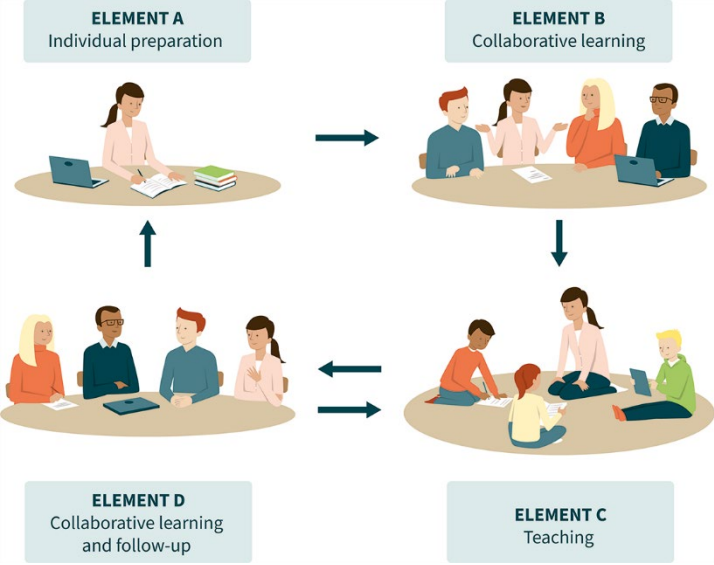 ELEMENT A
Individual preparation
ELEMENT B
Collaborative learning
ELEMENT D
Collaborative learning
and follow-up
ELEMENT C
Teaching